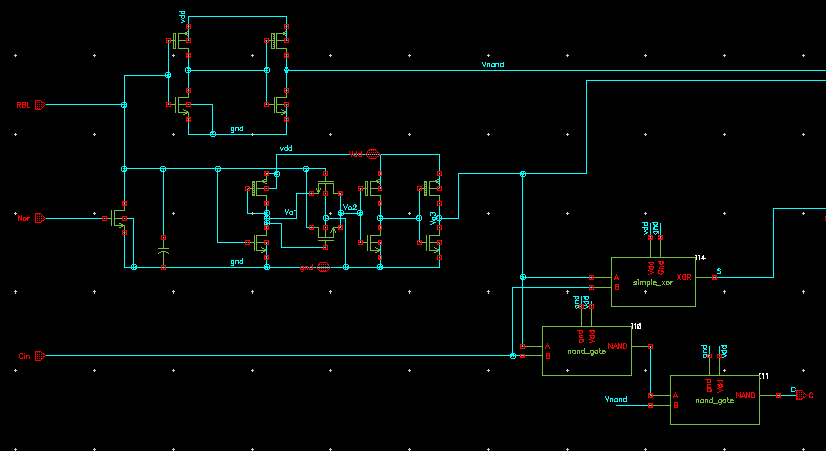 vdd
Vnand
RBL
gnd
vdd
Vdd
Va1
Va2
Va3
Nor
gnd
gnd
vdd
gnd
I14
Vdd
Gnd
A
XOR
S
B
simple_xor
gnd
vdd
I10
gnd
Vdd
A
NAND
Cin
B
nand_gate
gnd
vdd
I11
gnd
Vdd
A
NAND
C
O
Vnand
B
nand_gate